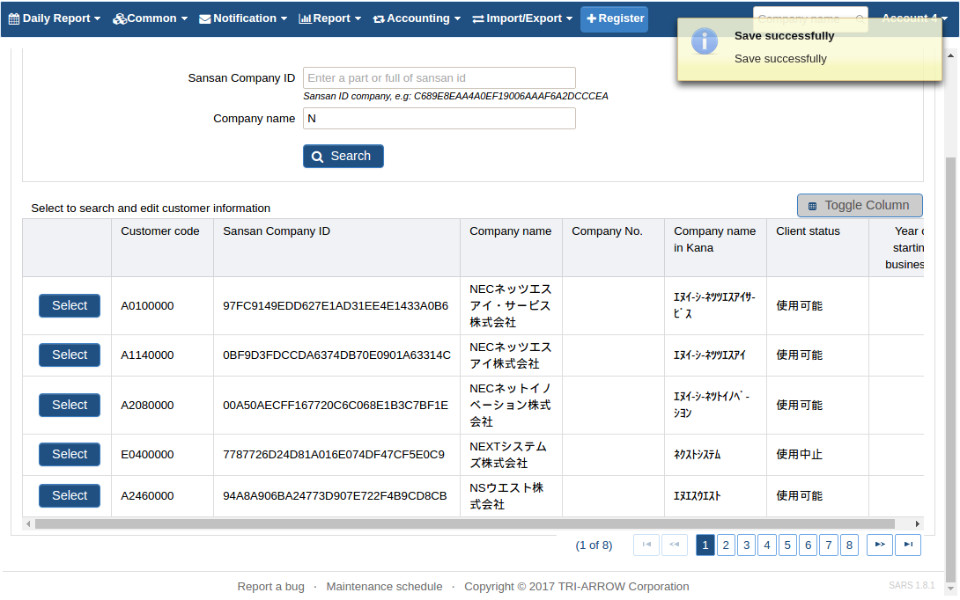 Daily Report Common Notification Report Accounting Import/Export Register Company name Account 4
Save successfully
Save successfully
Sansan Company ID Enter a part or full of sansan id
Sansan ID company, e.g: C689E8EAA4A0EF19006AAAF6A2DCCCEA
Company name N
Search
Select to search and edit customer information Toggle Column
Customer code Sansan Company ID Company name Company No. Company name Client status Year
in Kana startin
busines
Select A0100000 97FC9149EDD627E1AD31EE4E1433A0B6 NECネッツエス ｴﾇｲ-ｼ-ﾈｯﾂｴｽｱｲｻ- 使用可能
アイ・サービス ﾋﾞｽ
株式会社
Select A1140000 0BF9D3FDCCDA6374DB70E0901A63314C NECネッツエス ｴﾇｲ-ｼ-ﾈｯﾂｴｽｱｲ 使用可能
アイ株式会社
Select A2080000 00A50AECFF167720C6C068E1B3C7BF1E NECネットイノ ｴﾇｲ-ｼ-ﾈｯﾄｲﾉﾍﾞ- 使用可能
ベーション株式 ｼｮﾝ
会社
Select E0400000 7787726D24D81A016E074DF47CF5E0C9 NEXTシステム ﾈｸｽﾄｼｽﾃﾑ 使用中止
ズ株式会社
Select A2460000 94A8A906BA24773D907E722F4B9CD8CB NSウエスト株 ｴﾇｴｽｳｴｽﾄ 使用可能
式会社
(1 of 8) 1 2 3 4 5 6 7 8
Report a bug · Maintenance schedule · Copyright © 2017 TRI-ARROW Corporation SARS 1.8.1